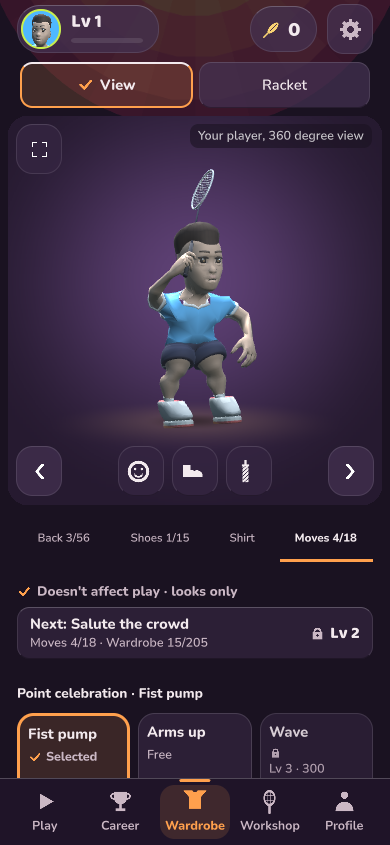 Lv 1
0
View
Racket
Your player, 360 degree view
Back 3/56
Shoes 1/15
Shirt
Moves 4/18
Doesn't affect play · looks only
Next: Salute the crowd
Moves 4/18 · Wardrobe 15/205
Lv 2
Point celebration · Fist pump
Fist pump
Selected
Arms up
Free
Wave
Lv 3 · 300
Play
Career
Wardrobe
Workshop
Profile